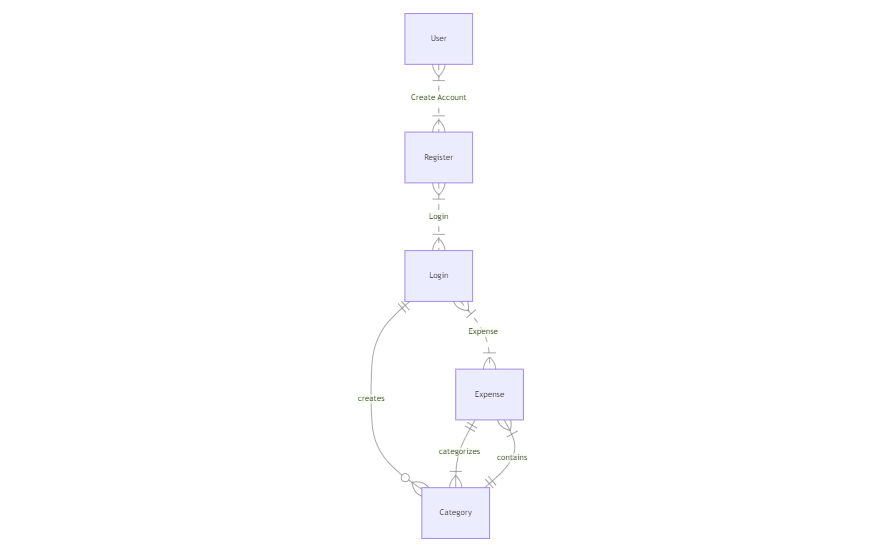 User
Create Account
Register
Login
Login
Expense
Expense
creates
categorizes
contains
Category